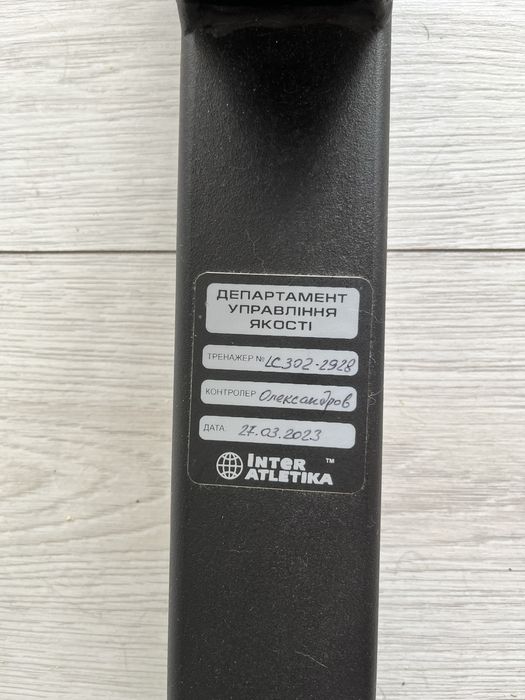 ДЕПАРТАМЕНТ
УПРАВЛІННЯ
ЯКОСТІ
ТРЕНАЖЕР № LC302-2928
КОНТРОЛЕР Олександров
ДАТА: 27.03.2023
INTER ™
ATLETIKA